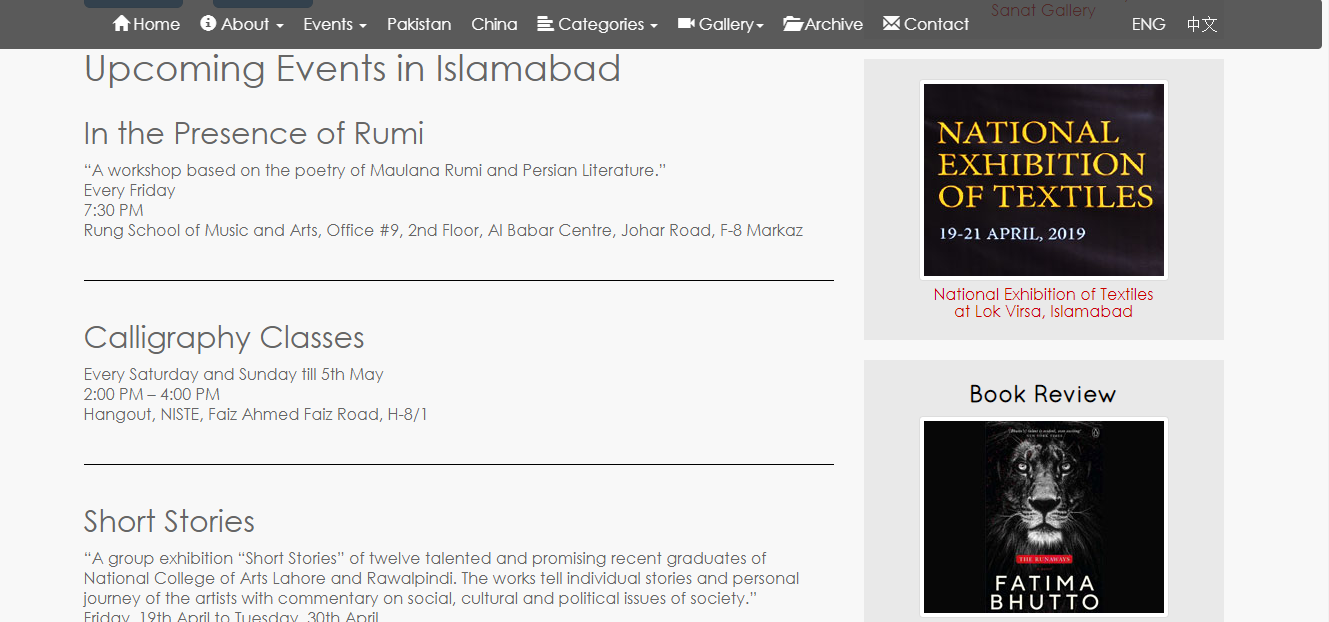 Home
About
Events
Pakistan
China
Categories
Gallery
Archive
Contact
ENG
中文
Sanat Gallery
Upcoming Events in Islamabad
In the Presence of Rumi
“A workshop based on the poetry of Maulana Rumi and Persian Literature.”
Every Friday
7:30 PM
Rung School of Music and Arts, Office #9, 2nd Floor, Al Babar Centre, Johar Road, F-8 Markaz
Calligraphy Classes
Every Saturday and Sunday till 5th May
2:00 PM – 4:00 PM
Hangout, NISTE, Faiz Ahmed Faiz Road, H-8/1
Short Stories
“A group exhibition “Short Stories” of twelve talented and promising recent graduates of
National College of Arts Lahore and Rawalpindi. The works tell individual stories and personal
journey of the artists with commentary on social, cultural and political issues of society.”
Friday, 19th April to Tuesday, 30th April
NATIONAL
EXHIBITION
OF TEXTILES
19-21 APRIL, 2019
National Exhibition of Textiles
at Lok Virsa, Islamabad
Book Review
THE RUNAWAYS
FATIMA
BHUTTO